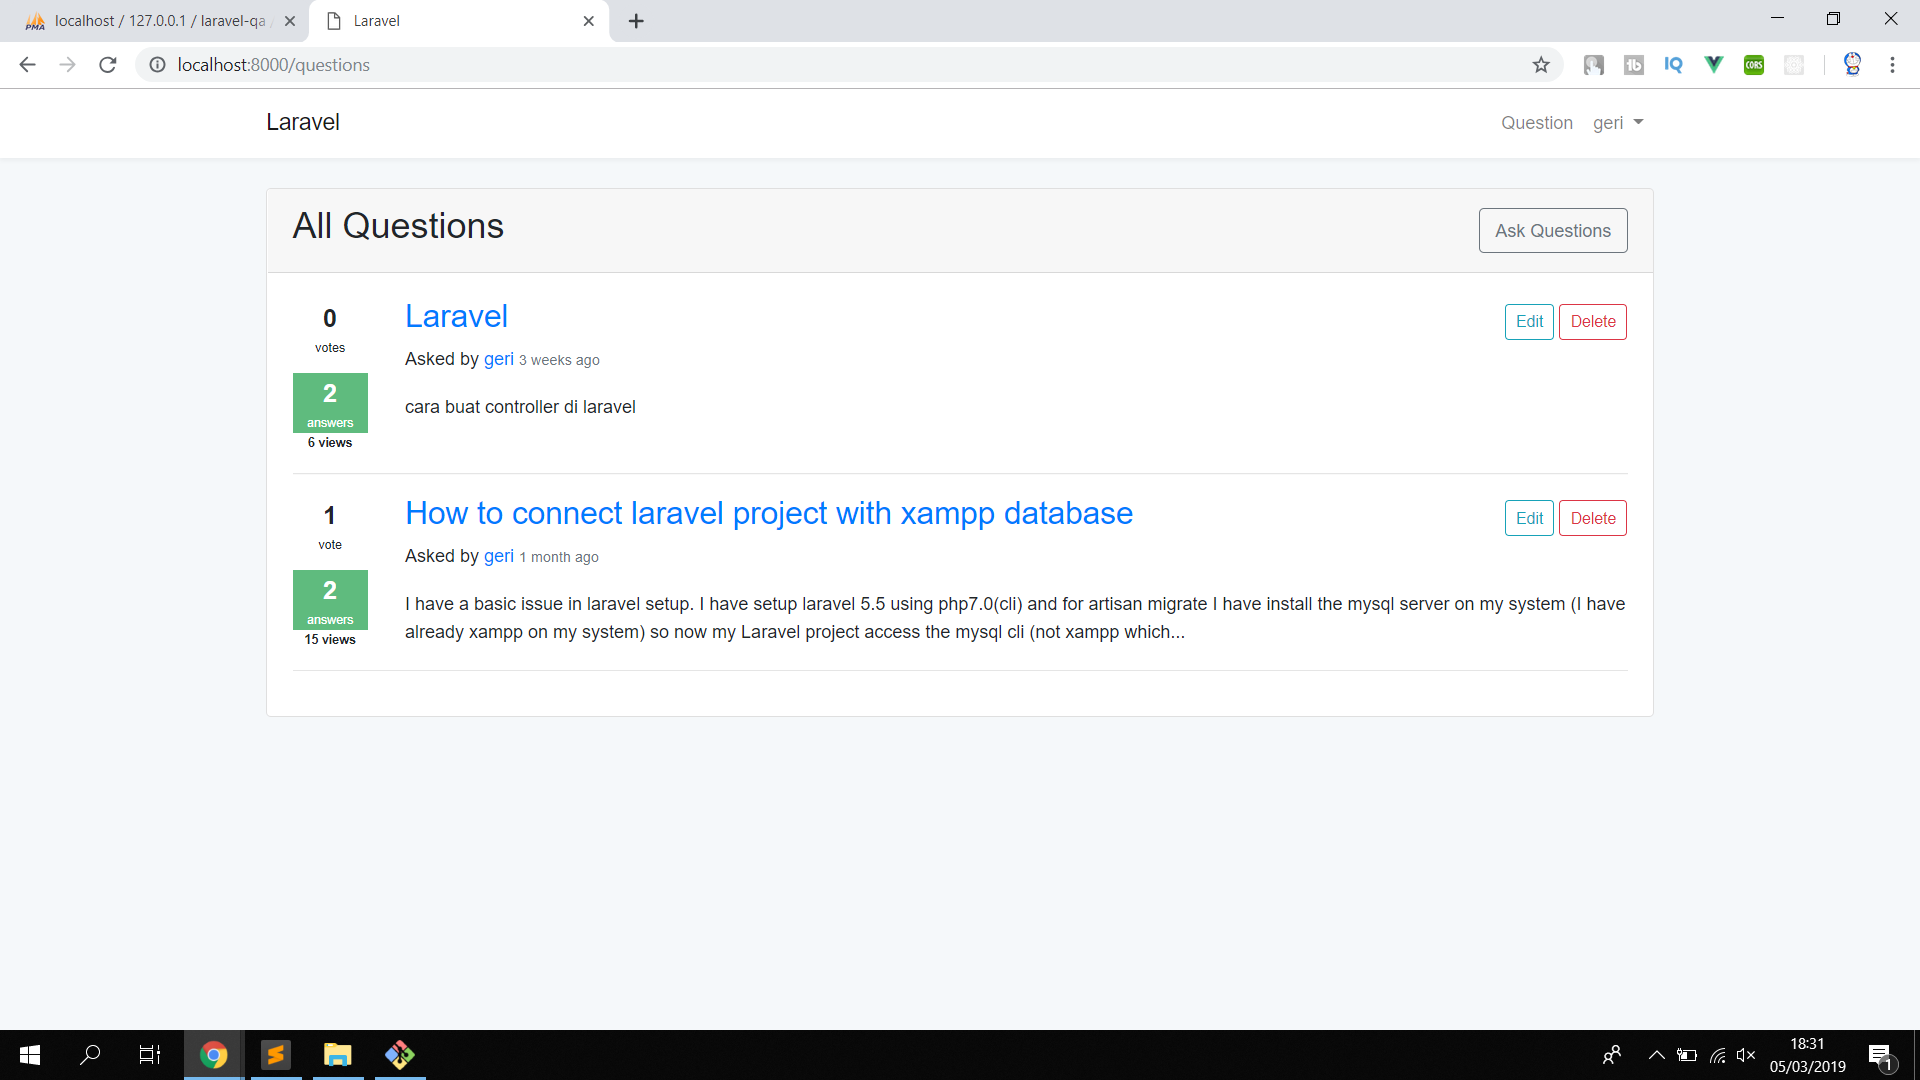 localhost / 127.0.0.1 / laravel-qa
Laravel
localhost:8000/questions
Laravel
Question geri
All Questions
Ask Questions
0
votes
2
answers
6 views
Laravel
Asked by geri 3 weeks ago
cara buat controller di laravel
Edit Delete
1
vote
2
answers
15 views
How to connect laravel project with xampp database
Asked by geri 1 month ago
I have a basic issue in laravel setup. I have setup laravel 5.5 using php7.0(cli) and for artisan migrate I have install the mysql server on my system (I have
already xampp on my system) so now my Laravel project access the mysql cli (not xampp which...
Edit Delete
18:31
05/03/2019
1
PMA
tb
IQ
CORS